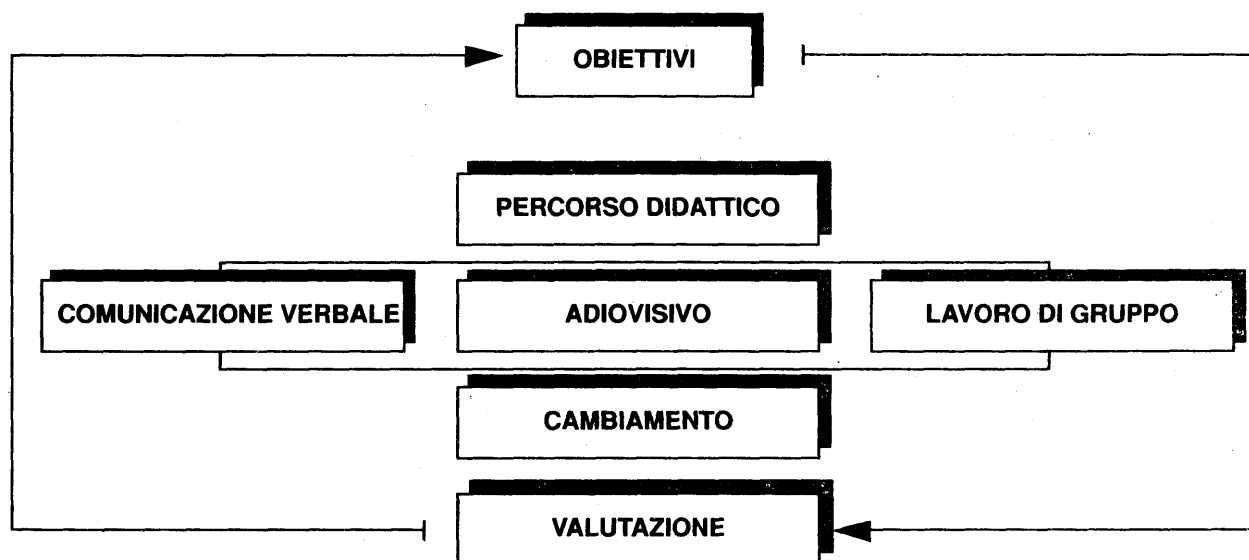 OBIETTIVI
PERCORSO DIDATTICO
COMUNICAZIONE VERBALE
ADIOVISIVO
LAVORO DI GRUPPO
CAMBIAMENTO
VALUTAZIONE